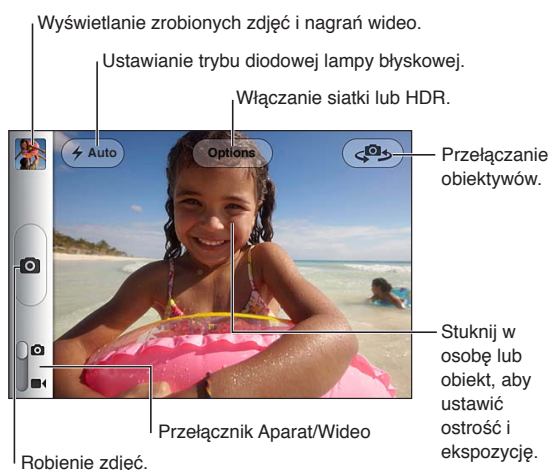 Wyświetlanie zrobionych zdjęć i nagrań wideo.
Ustawianie trybu diodowej lampy błyskowej.
Włączanie siatki lub HDR.
Auto
Options
Przełączanie
obiektywów.
Stuknij w
osobę lub
obiekt, aby
ustawić
ostrość i
ekspozycję.
Przełącznik Aparat/Wideo
Robienie zdjęć.